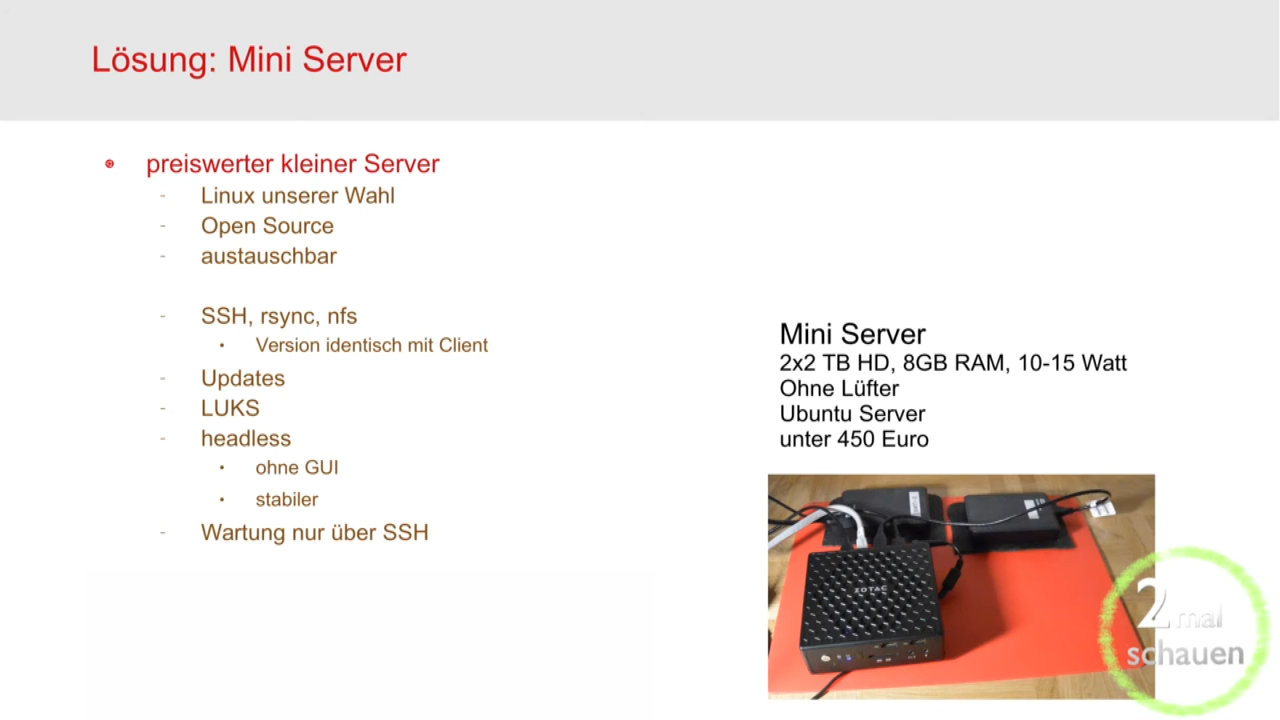 Lösung: Mini Server
preiswerter kleiner Server
- Linux unserer Wahl
- Open Source
- austauschbar
- SSH, rsync, nfs
• Version identisch mit Client
- Updates
- LUKS
- headless
• ohne GUI
• stabiler
- Wartung nur über SSH
Mini Server
2x2 TB HD, 8GB RAM, 10-15 Watt
Ohne Lüfter
Ubuntu Server
unter 450 Euro
ZOTAC
2mal
schauen